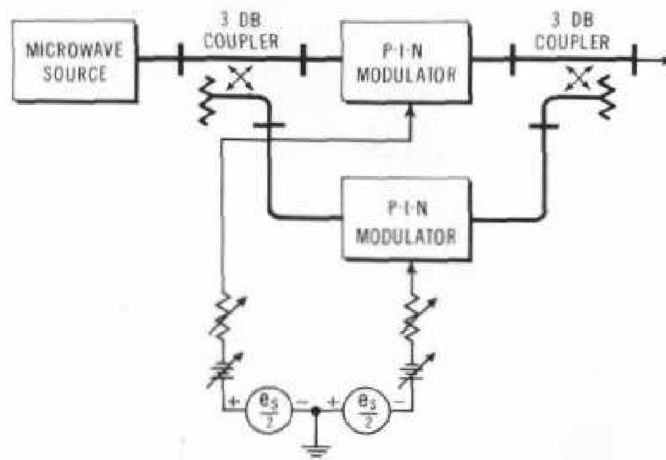 3 DB
COUPLER
3 DB
COUPLER
MICROWAVE
SOURCE
P-I-N
MODULATOR
P-I-N
MODULATOR
+ e_s/2 - + e_s/2 -